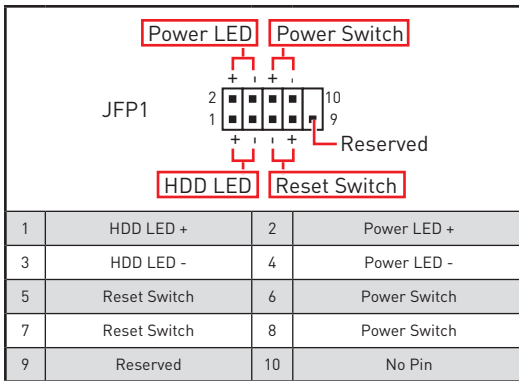 Power LED Power Switch
+ - + -
JFP1
2 10
1 9
+ - - +
Reserved
HDD LED Reset Switch
1 HDD LED + 2 Power LED +
3 HDD LED - 4 Power LED -
5 Reset Switch 6 Power Switch
7 Reset Switch 8 Power Switch
9 Reserved 10 No Pin